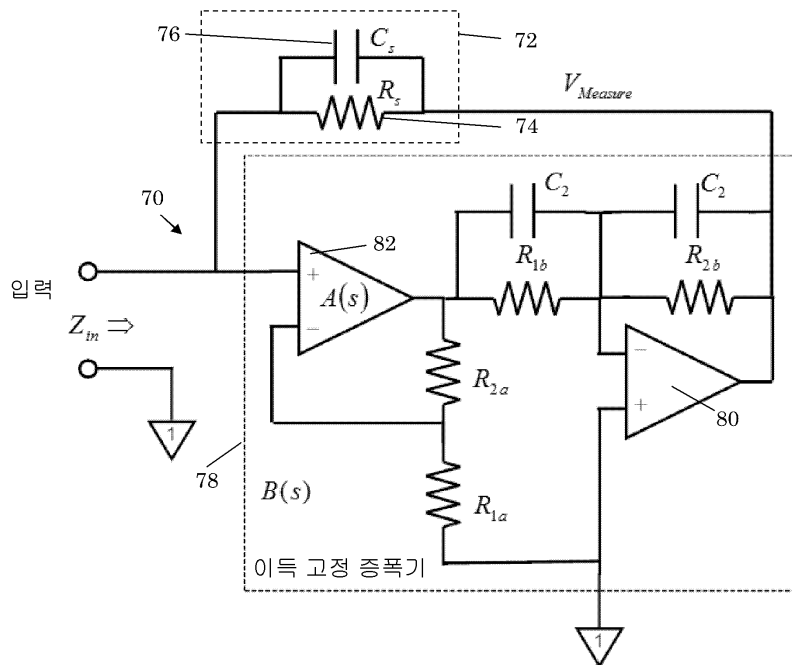 76
C_s
72
R_s
74
V_Measure
70
C_2
C_2
82
R_1b
R_2b
+
입력
A(s)
−
Z_in ⇒
−
R_2a
+
80
1
78
B(s)
R_1a
이득 고정 증폭기
1